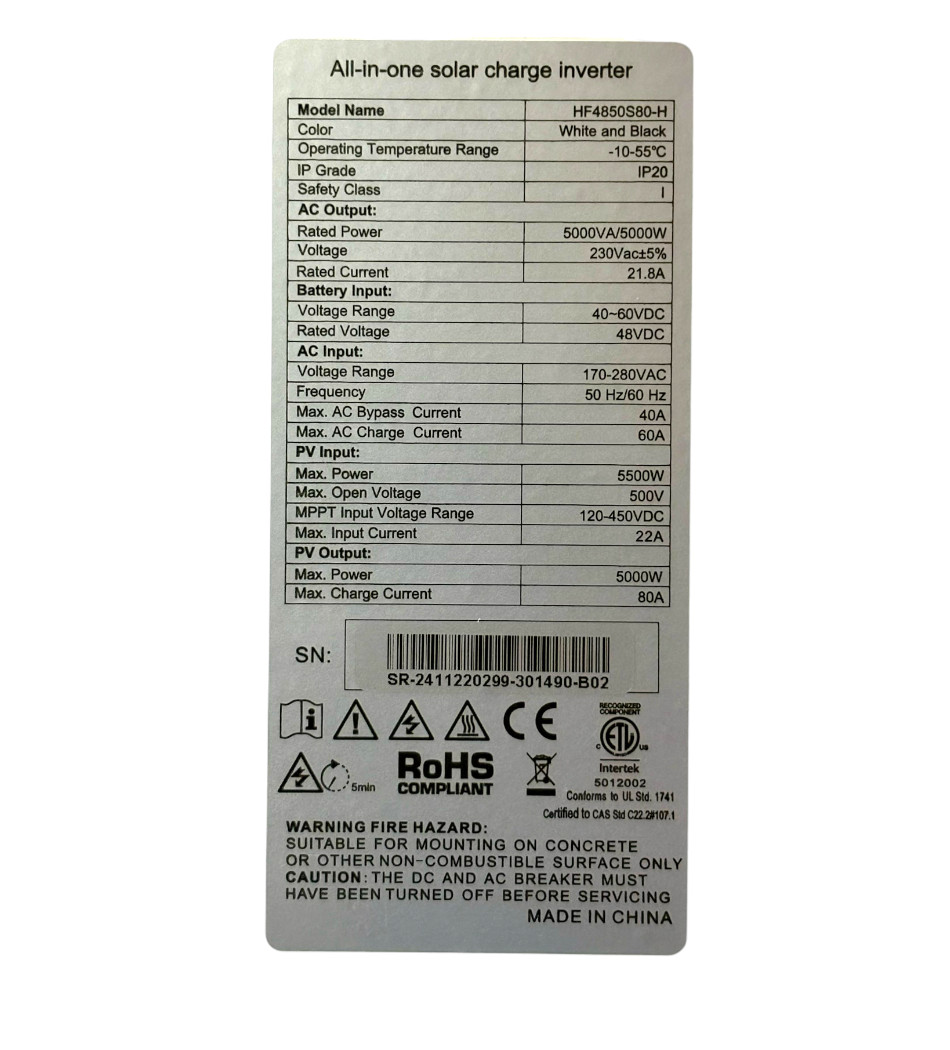 All-in-one solar charge inverter
Model Name HF4850S80-H
Color White and Black
Operating Temperature Range -10-55℃
IP Grade IP20
Safety Class I
AC Output:
Rated Power 5000VA/5000W
Voltage 230Vac±5%
Rated Current 21.8A
Battery Input:
Voltage Range 40~60VDC
Rated Voltage 48VDC
AC Input:
Voltage Range 170-280VAC
Frequency 50 Hz/60 Hz
Max. AC Bypass Current 40A
Max. AC Charge Current 60A
PV Input:
Max. Power 5500W
Max. Open Voltage 500V
MPPT Input Voltage Range 120-450VDC
Max. Input Current 22A
PV Output:
Max. Power 5000W
Max. Charge Current 80A
SN:
SR-2411220299-301490-B02
CE
RECOGNIZED
COMPONENT
c ETL us
Intertek
5012002
5min
RoHS
COMPLIANT
Conforms to UL Std. 1741
Certified to CAS Std C22.2#107.1
WARNING FIRE HAZARD:
SUITABLE FOR MOUNTING ON CONCRETE
OR OTHER NON-COMBUSTIBLE SURFACE ONLY
CAUTION: THE DC AND AC BREAKER MUST
HAVE BEEN TURNED OFF BEFORE SERVICING
MADE IN CHINA